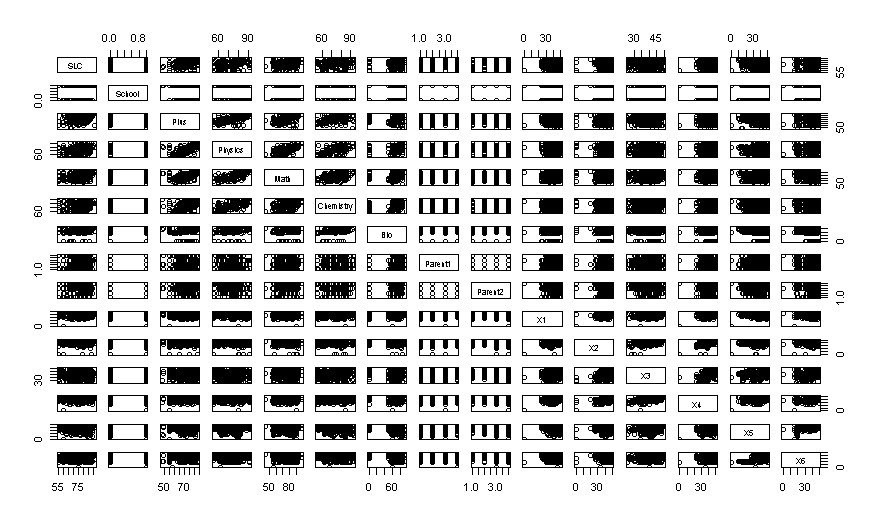 0.0 0.8 60 90 1.0 3.0 0 30 30 45 0 30
SLC 55
0.0 School
Plus 50
60 Physics
Math 50
60 Chemistry
Bio 0
1.0 Parent1
Parent2 1.0
0 X1
X2 0
30 X3
X4 0
0 X5
X6 0
55 75 50 70 50 80 0 60 1.0 3.0 0 30 0 30 0 30